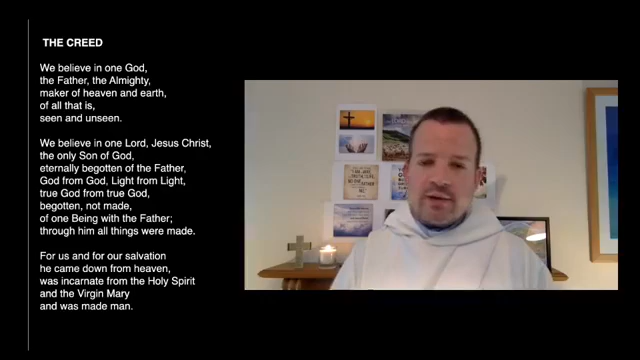 THE CREED
We believe in one God,
the Father, the Almighty,
maker of heaven and earth,
of all that is,
seen and unseen.
We believe in one Lord, Jesus Christ,
the only Son of God,
eternally begotten of the Father,
God from God, Light from Light,
true God from true God,
begotten, not made,
of one Being with the Father;
through him all things were made.
For us and for our salvation
he came down from heaven,
was incarnate from the Holy Spirit
and the Virgin Mary
and was made man.